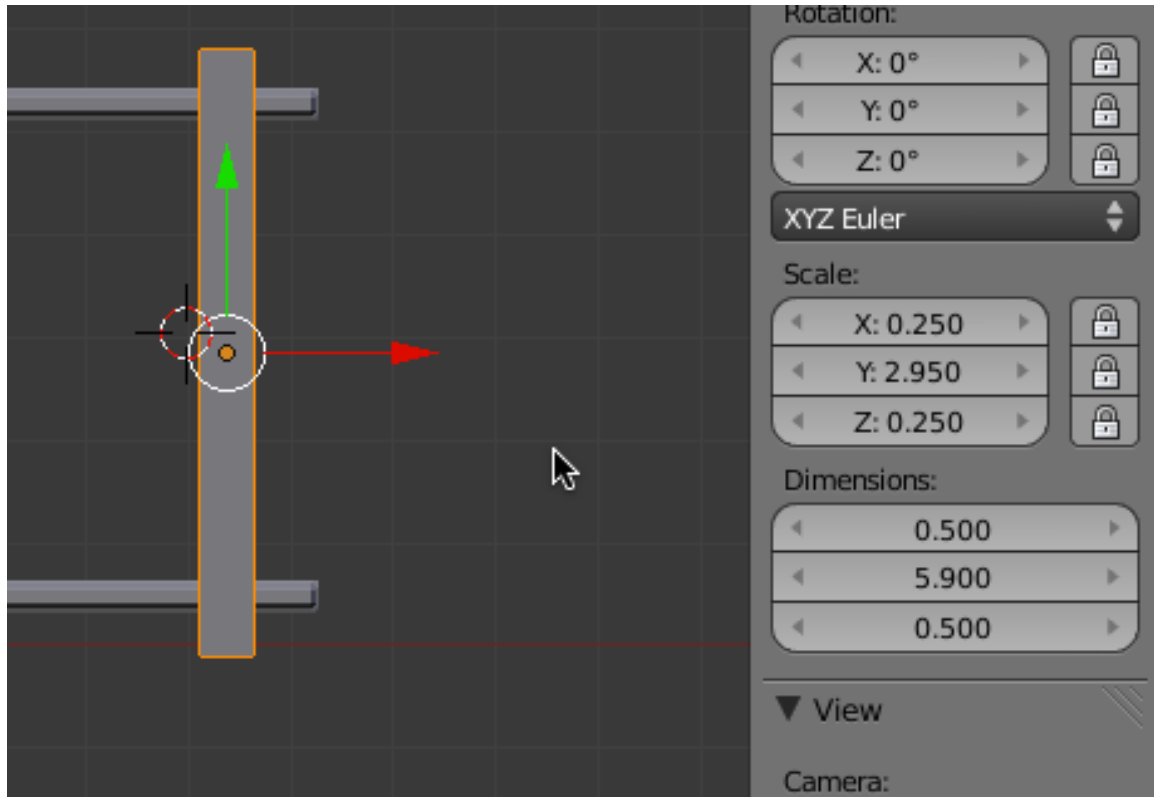 Rotation:
X: 0°
Y: 0°
Z: 0°
XYZ Euler
Scale:
X: 0.250
Y: 2.950
Z: 0.250
Dimensions:
0.500
5.900
0.500
View
Camera: